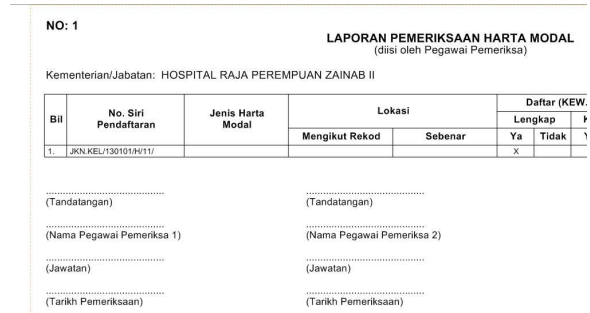 NO: 1
LAPORAN PEMERIKSAAN HARTA MODAL
(diisi oleh Pegawai Pemeriksa)
Kementerian/Jabatan: HOSPITAL RAJA PEREMPUAN ZAINAB II
Bil No. Siri Pendaftaran Jenis Harta Modal Lokasi Daftar (KEW.
Lengkap K
Mengikut Rekod Sebenar Ya Tidak Y
1. JKN.KEL/130101/H/11/ X
(Tandatangan) (Tandatangan)
(Nama Pegawai Pemeriksa 1) (Nama Pegawai Pemeriksa 2)
(Jawatan) (Jawatan)
(Tarikh Pemeriksaan) (Tarikh Pemeriksaan)